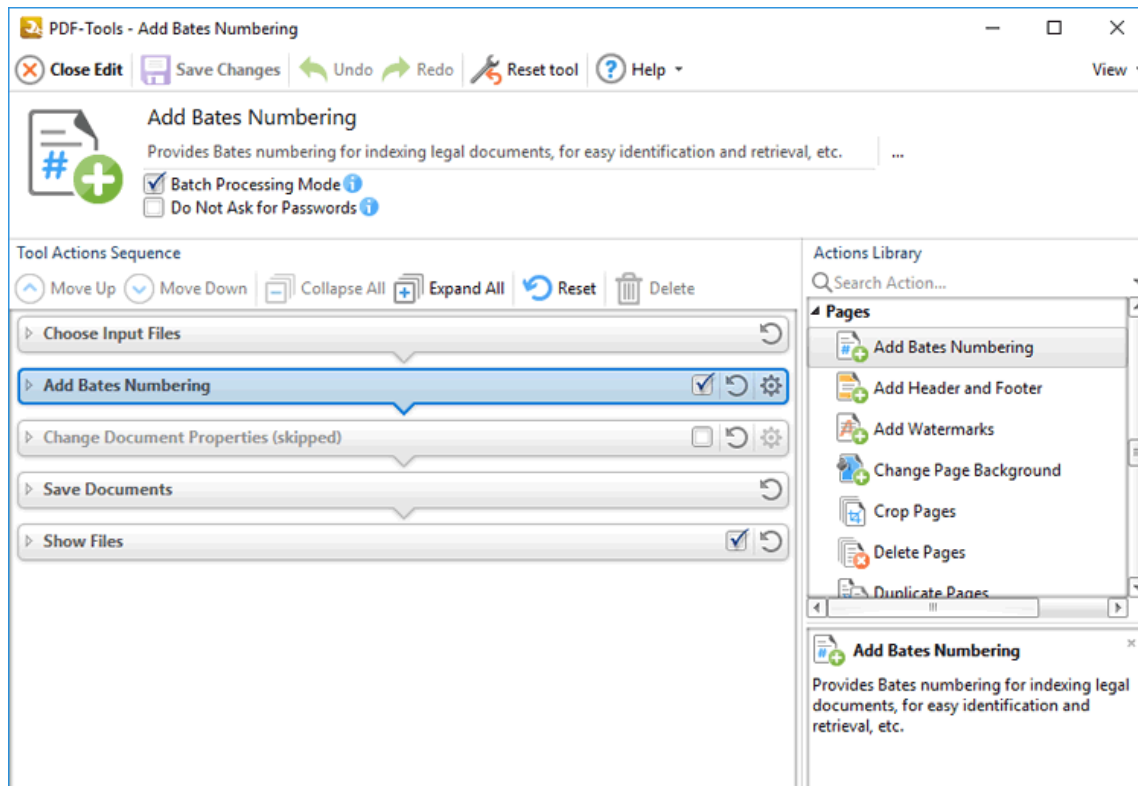 PDF-Tools - Add Bates Numbering
Close Edit Save Changes Undo Redo Reset tool ? Help View
Add Bates Numbering
# Provides Bates numbering for indexing legal documents, for easy identification and retrieval, etc. ...
Batch Processing Mode i
Do Not Ask for Passwords i
Tool Actions Sequence
Move Up Move Down Collapse All Expand All Reset Delete
Choose Input Files
Add Bates Numbering
Change Document Properties (skipped)
Save Documents
Show Files
Actions Library
Search Action...
Pages
# Add Bates Numbering
Add Header and Footer
Add Watermarks
Change Page Background
Crop Pages
Delete Pages
Duplicate Pages
# Add Bates Numbering
Provides Bates numbering for indexing legal
documents, for easy identification and
retrieval, etc.